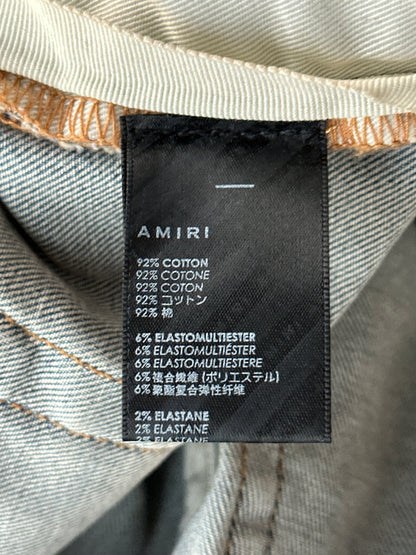 AMIRI
92% COTTON
92% COTONE
92% COTON
92% コットン
92% 棉
6% ELASTOMULTIESTER
6% ELASTOMULTIÉSTER
6% ELASTOMULTIESTERE
6% 複合繊維 (ポリエステル)
6% 聚酯复合弹性纤维
2% ELASTANE
2% ELASTANE
2% ELASTANE